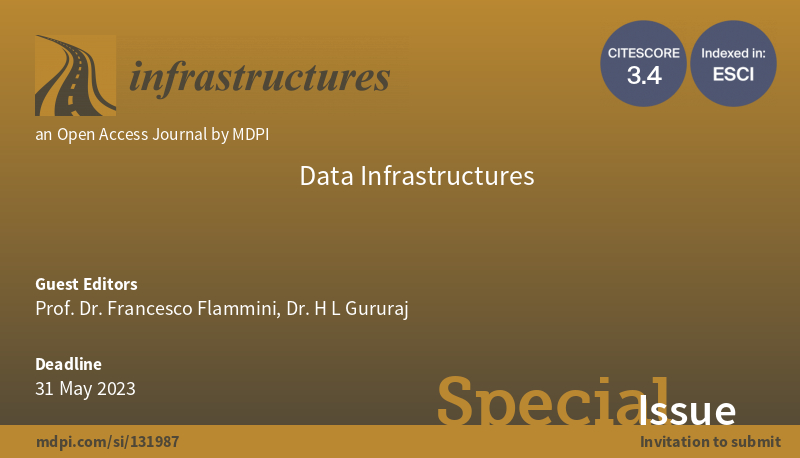 infrastructures
an Open Access Journal by MDPI
CITESCORE
3.4
Indexed in:
ESCI
Data Infrastructures
Guest Editors
Prof. Dr. Francesco Flammini, Dr. H L Gururaj
Deadline
31 May 2023
Special Issue
mdpi.com/si/131987
Invitation to submit